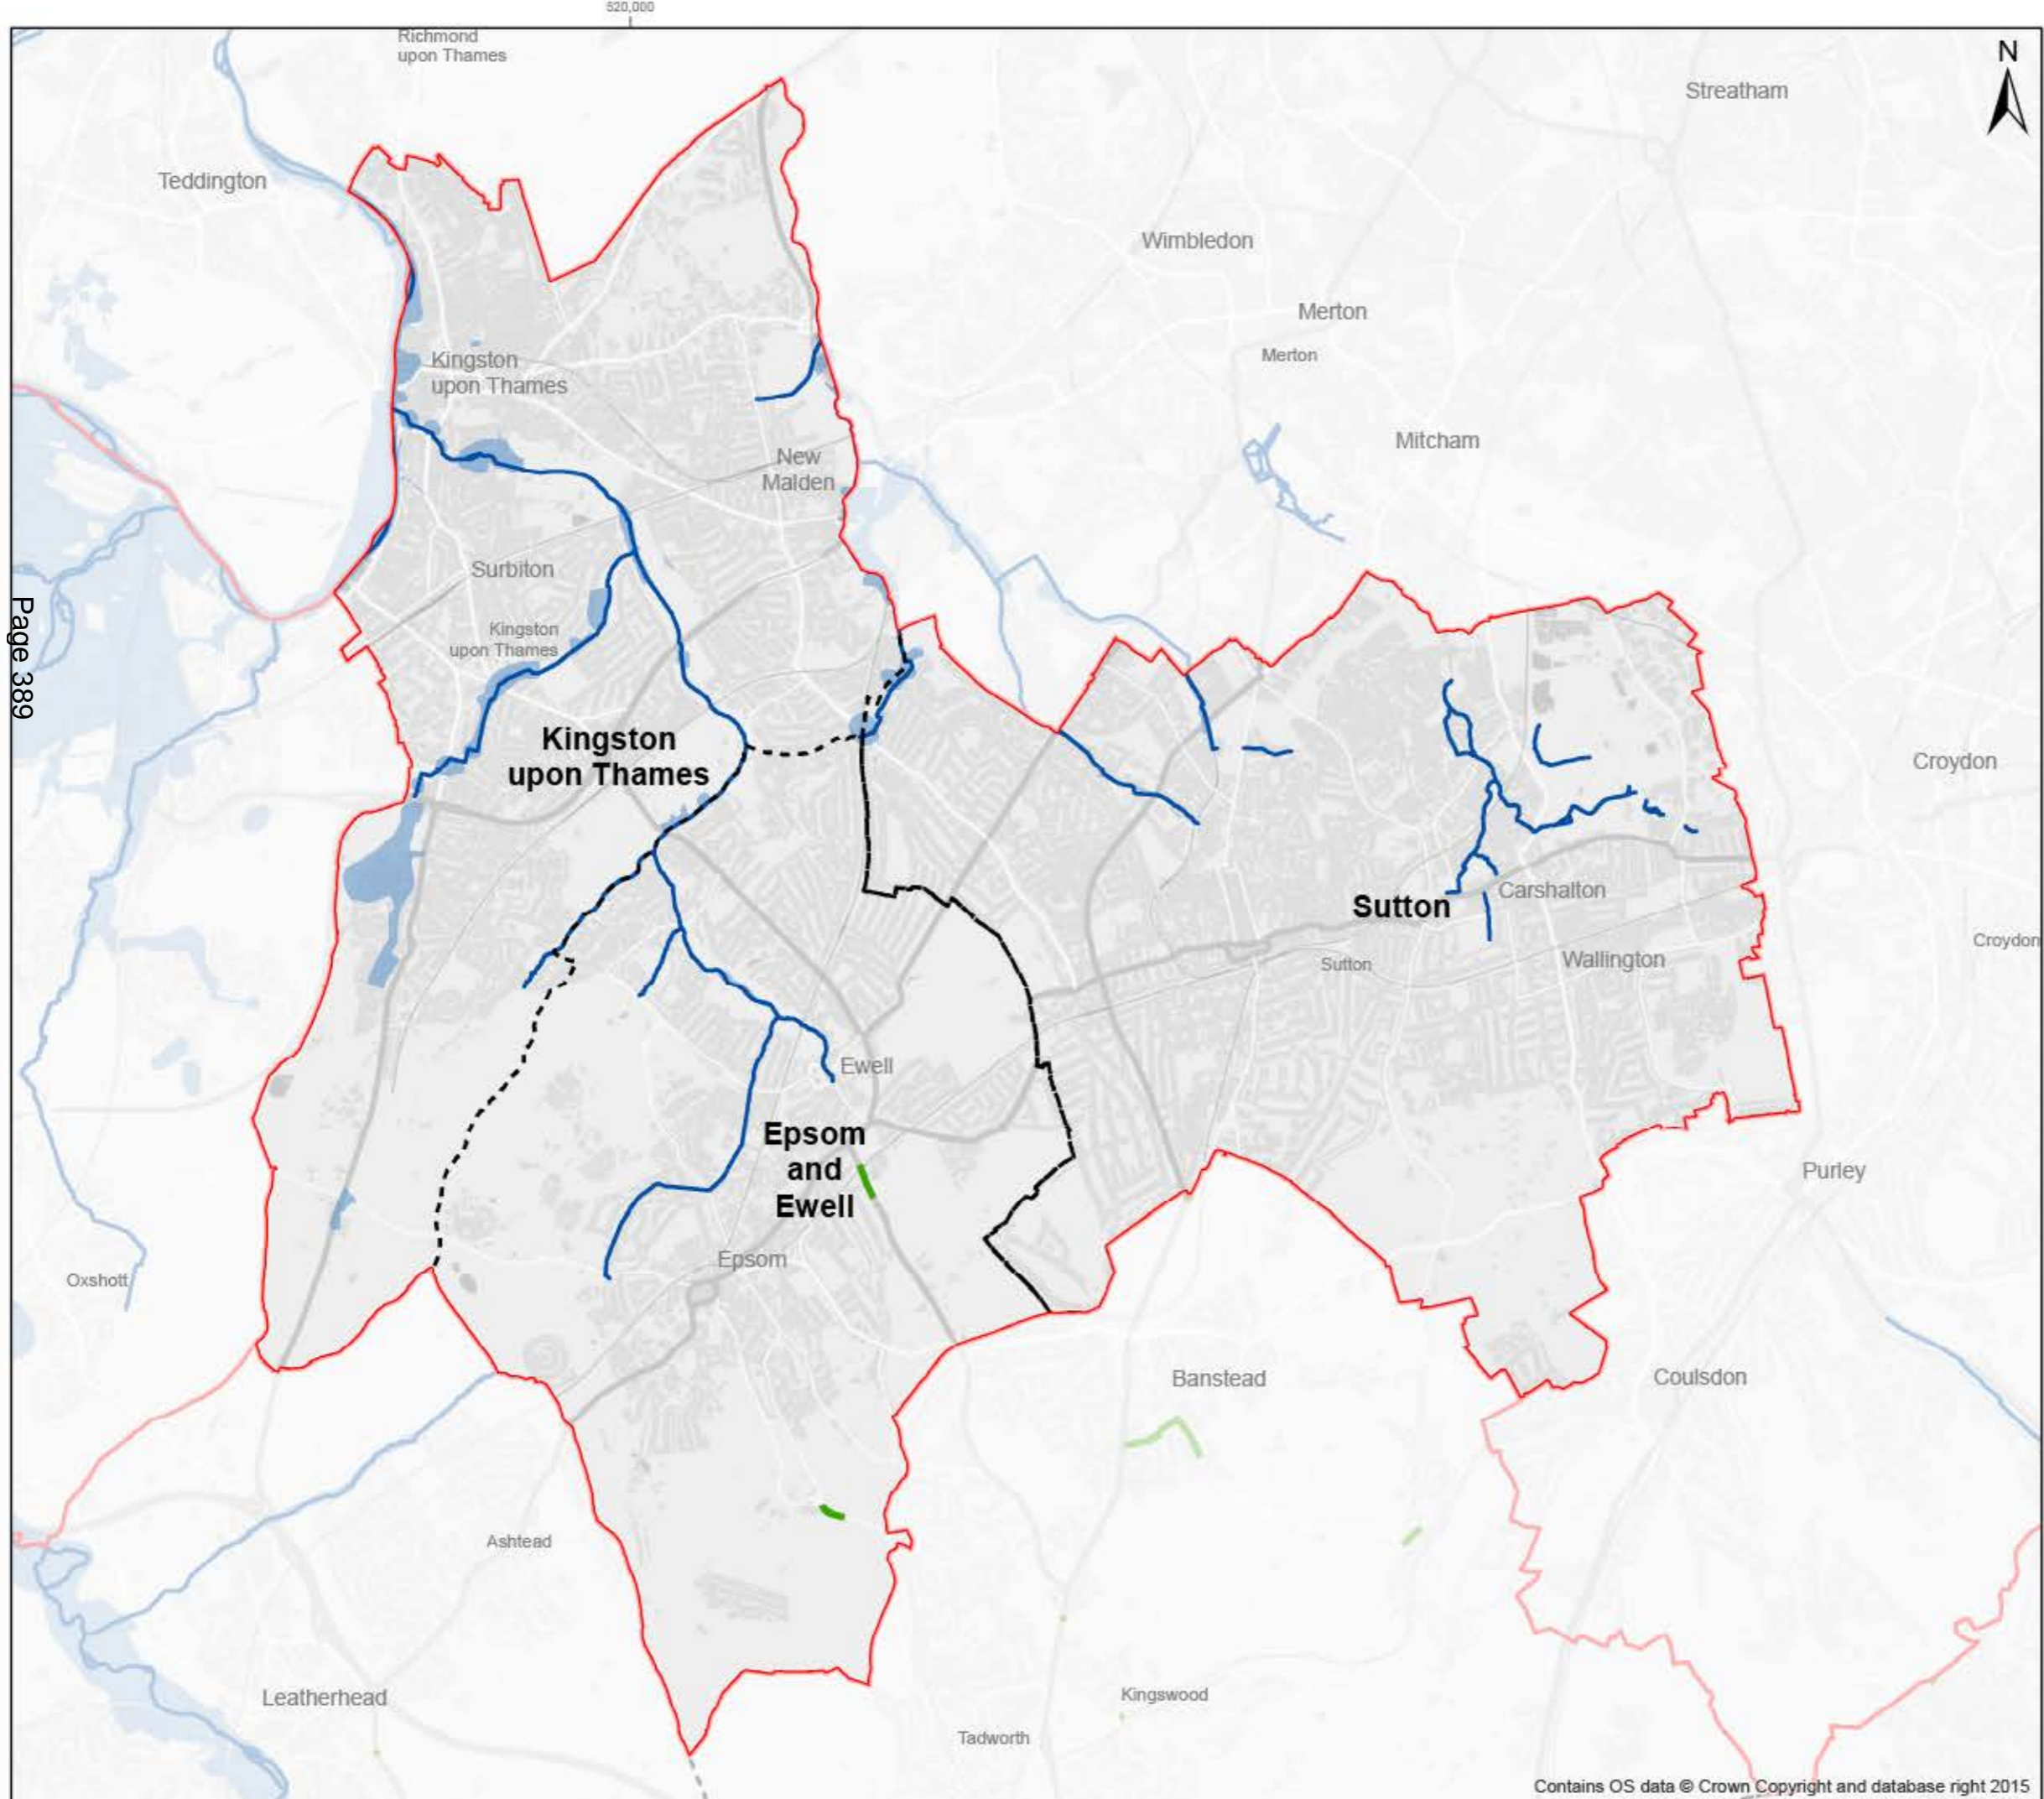 520,000
Richmond
upon Thames
N
Streatham
Teddington
Wimbledon
Merton
Merton
Kingston
upon Thames
Mitcham
New
Malden
Surbiton
Page 389
Kingston
upon Thames
Kingston
upon Thames
Croydon
Carshalton
Sutton
Croydon
Wallington
Sutton
Ewell
Epsom
and
Ewell
Purley
Epsom
Oxshott
Banstead
Coulsdon
Ashtead
Leatherhead
Kingswood
Tadworth
Contains OS data © Crown Copyright and database right 2015